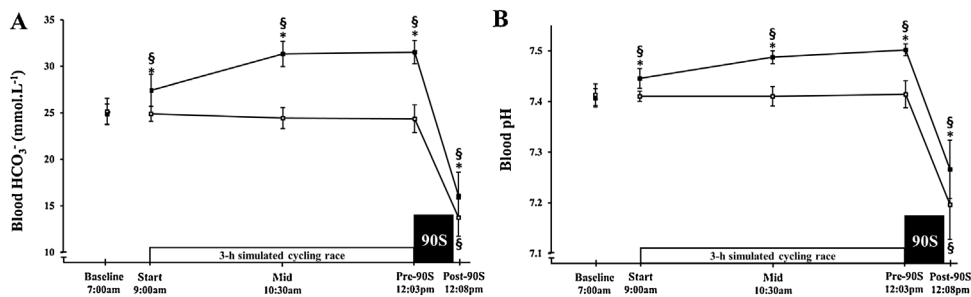 A
B
Blood HCO₃⁻ (mmol.L⁻¹)
35
30
25
20
15
10
§
*
§
*
§
*
§
*
§
90S
3-h simulated cycling race
Baseline Start Mid Pre-90S Post-90S
7:00am 9:00am 10:30am 12:03pm 12:08pm
Blood pH
7.5
7.4
7.3
7.2
7.1
§
*
§
*
§
*
§
*
§
90S
3-h simulated cycling race
Baseline Start Mid Pre-90S Post-90S
7:00am 9:00am 10:30am 12:03pm 12:08pm